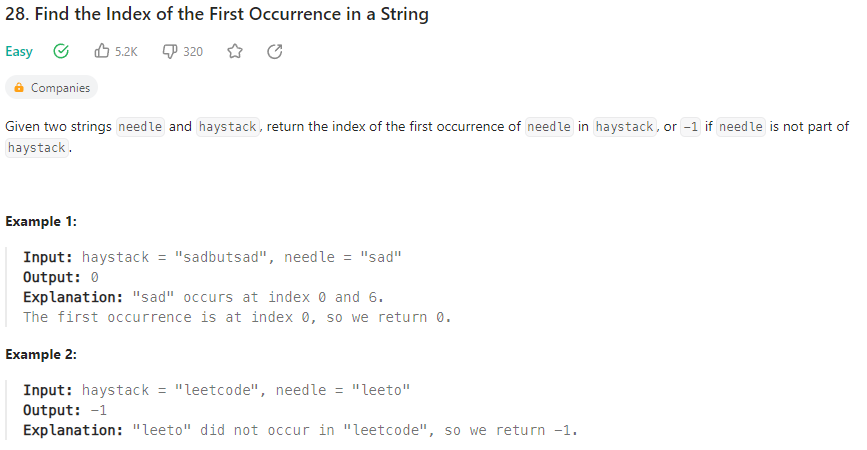 28. Find the Index of the First Occurrence in a String
Easy 5.2K 320
Companies
Given two strings needle and haystack, return the index of the first occurrence of needle in haystack, or -1 if needle is not part of
haystack.
Example 1:
Input: haystack = "sadbutsad", needle = "sad"
Output: 0
Explanation: "sad" occurs at index 0 and 6.
The first occurrence is at index 0, so we return 0.
Example 2:
Input: haystack = "leetcode", needle = "leeto"
Output: -1
Explanation: "leeto" did not occur in "leetcode", so we return -1.